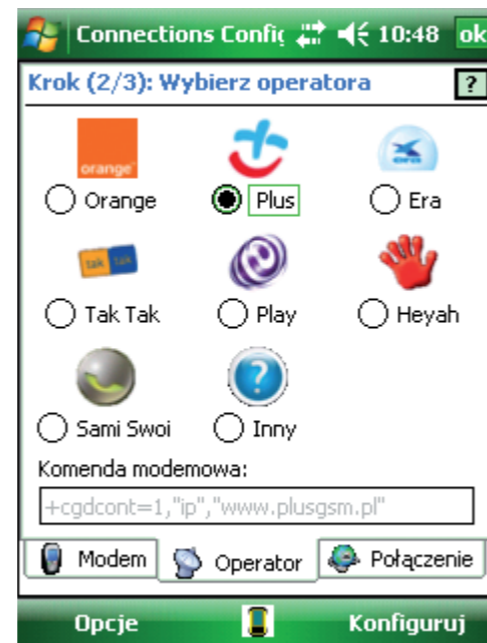 Connections Config 10:48 ok
Krok (2/3): Wybierz operatora ?
orange
Orange Plus Era
era
tak tak
Tak Tak Play Heyah
?
Sami Swoi Inny
Komenda modemowa:
+cgdcont=1,"ip","www.plusgsm.pl"
Modem Operator Połączenie
Opcje Konfiguruj